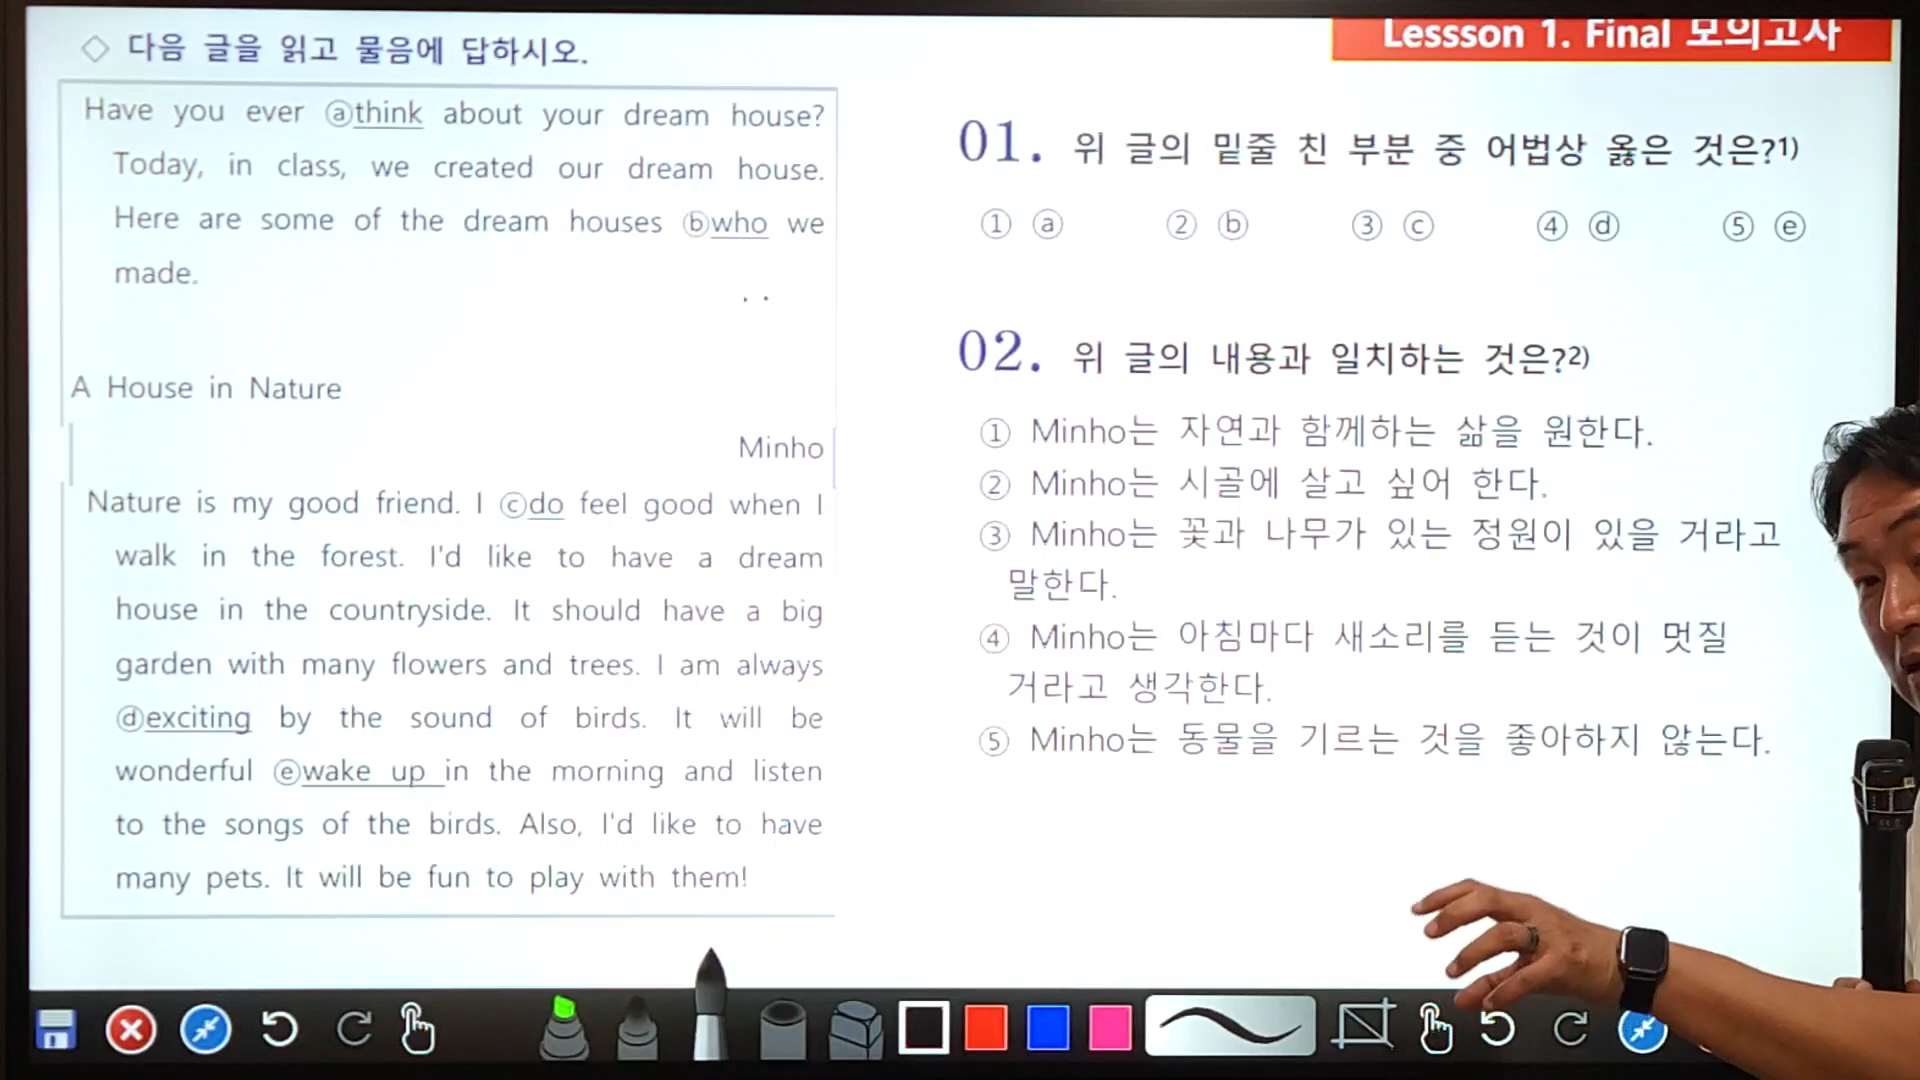 Lessson 1. Final 모의고사
◇ 다음 글을 읽고 물음에 답하시오.
Have you ever ⓐthink about your dream house?
Today, in class, we created our dream house.
Here are some of the dream houses ⓑwho we
made.
A House in Nature
Minho
Nature is my good friend. I ⓒdo feel good when I
walk in the forest. I'd like to have a dream
house in the countryside. It should have a big
garden with many flowers and trees. I am always
ⓓexciting by the sound of birds. It will be
wonderful ⓔwake up in the morning and listen
to the songs of the birds. Also, I'd like to have
many pets. It will be fun to play with them!
01. 위 글의 밑줄 친 부분 중 어법상 옳은 것은?1)
① ⓐ ② ⓑ ③ ⓒ ④ ⓓ ⑤ ⓔ
02. 위 글의 내용과 일치하는 것은?2)
① Minho는 자연과 함께하는 삶을 원한다.
② Minho는 시골에 살고 싶어 한다.
③ Minho는 꽃과 나무가 있는 정원이 있을 거라고
말한다.
④ Minho는 아침마다 새소리를 듣는 것이 멋질
거라고 생각한다.
⑤ Minho는 동물을 기르는 것을 좋아하지 않는다.